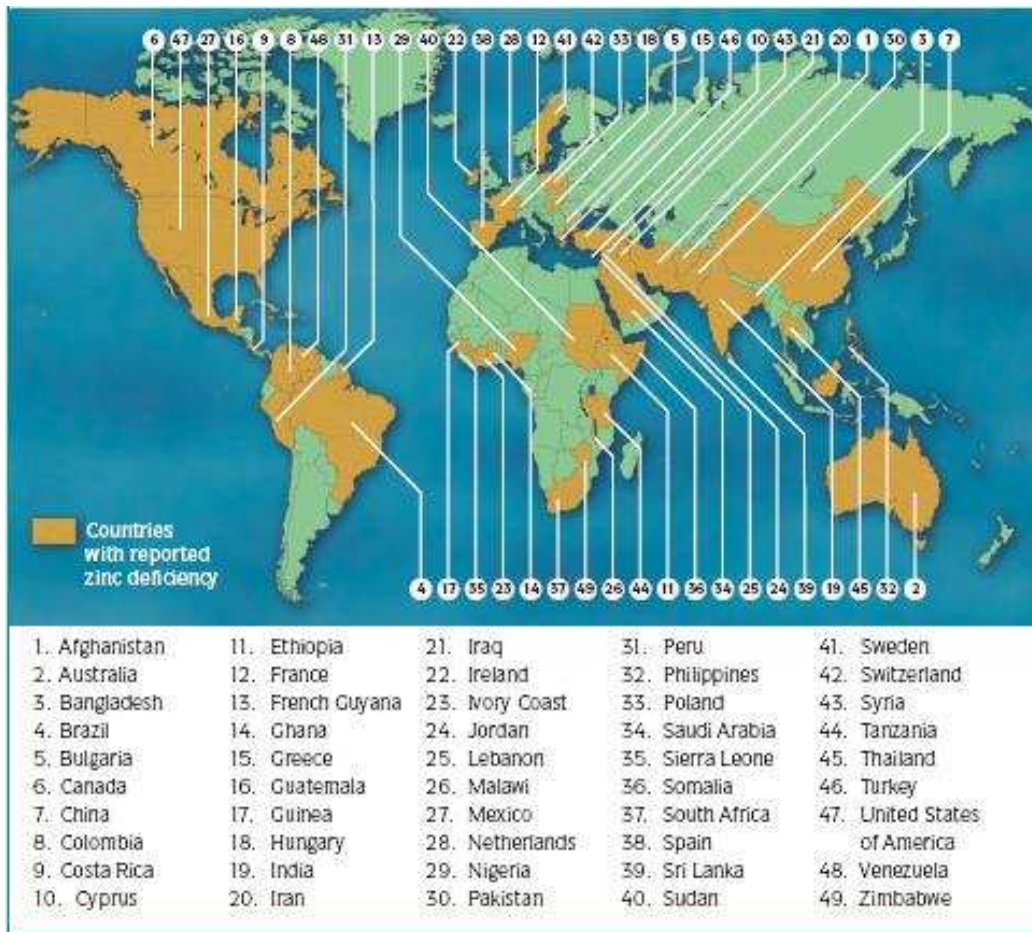 6 47 27 16 9 8 48 31 13 29 40 22 38 28 12 41 42 33 18 5 15 46 10 43 21 20 1 30 3 7
Countries
with reported
zinc deficiency
4 17 35 23 14 37 49 26 44 11 36 34 25 24 39 19 45 32 2
1. Afghanistan 11. Ethiopia 21. Iraq 31. Peru 41. Sweden
2. Australia 12. France 22. Ireland 32. Philippines 42. Switzerland
3. Bangladesh 13. French Guyana 23. Ivory Coast 33. Poland 43. Syria
4. Brazil 14. Ghana 24. Jordan 34. Saudi Arabia 44. Tanzania
5. Bulgaria 15. Greece 25. Lebanon 35. Sierra Leone 45. Thailand
6. Canada 16. Guatemala 26. Malawi 36. Somalia 46. Turkey
7. China 17. Guinea 27. Mexico 37. South Africa 47. United States
8. Colombia 18. Hungary 28. Netherlands 38. Spain of America
9. Costa Rica 19. India 29. Nigeria 39. Sri Lanka 48. Venezuela
10. Cyprus 20. Iran 30. Pakistan 40. Sudan 49. Zimbabwe